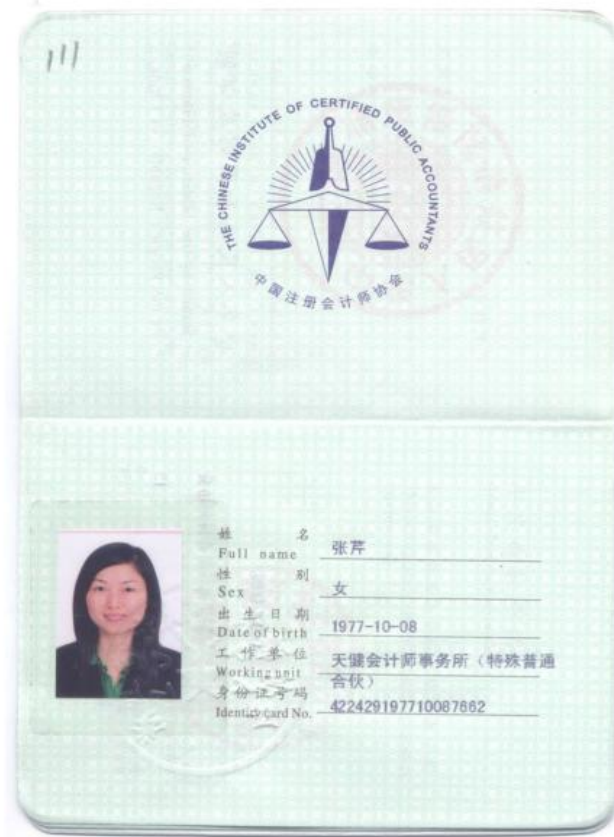 111
THE CHINESE INSTITUTE OF CERTIFIED PUBLIC ACCOUNTANTS
中国注册会计师协会
姓 名
Full name
张芹
性 别
Sex
女
出生日期
Date of birth
1977-10-08
工作单位
Working unit
天健会计师事务所（特殊普通
合伙）
身份证号码
Identity card No.
422429197710087662